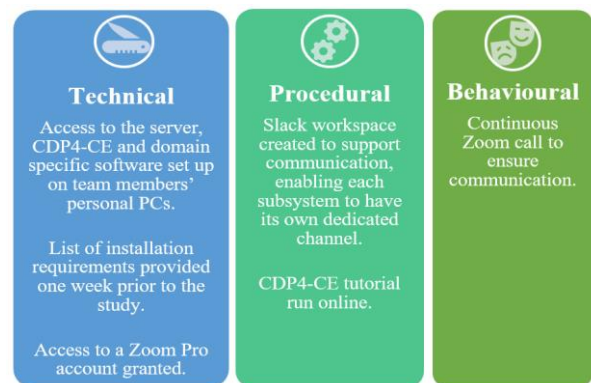 Technical
Access to the server,
CDP4-CE and domain
specific software set up
on team members’
personal PCs.
List of installation
requirements provided
one week prior to the
study.
Access to a Zoom Pro
account granted.
Procedural
Slack workspace
created to support
communication,
enabling each
subsystem to have
its own dedicated
channel.
CDP4-CE tutorial
run online.
Behavioural
Continuous
Zoom call to
ensure
communication.